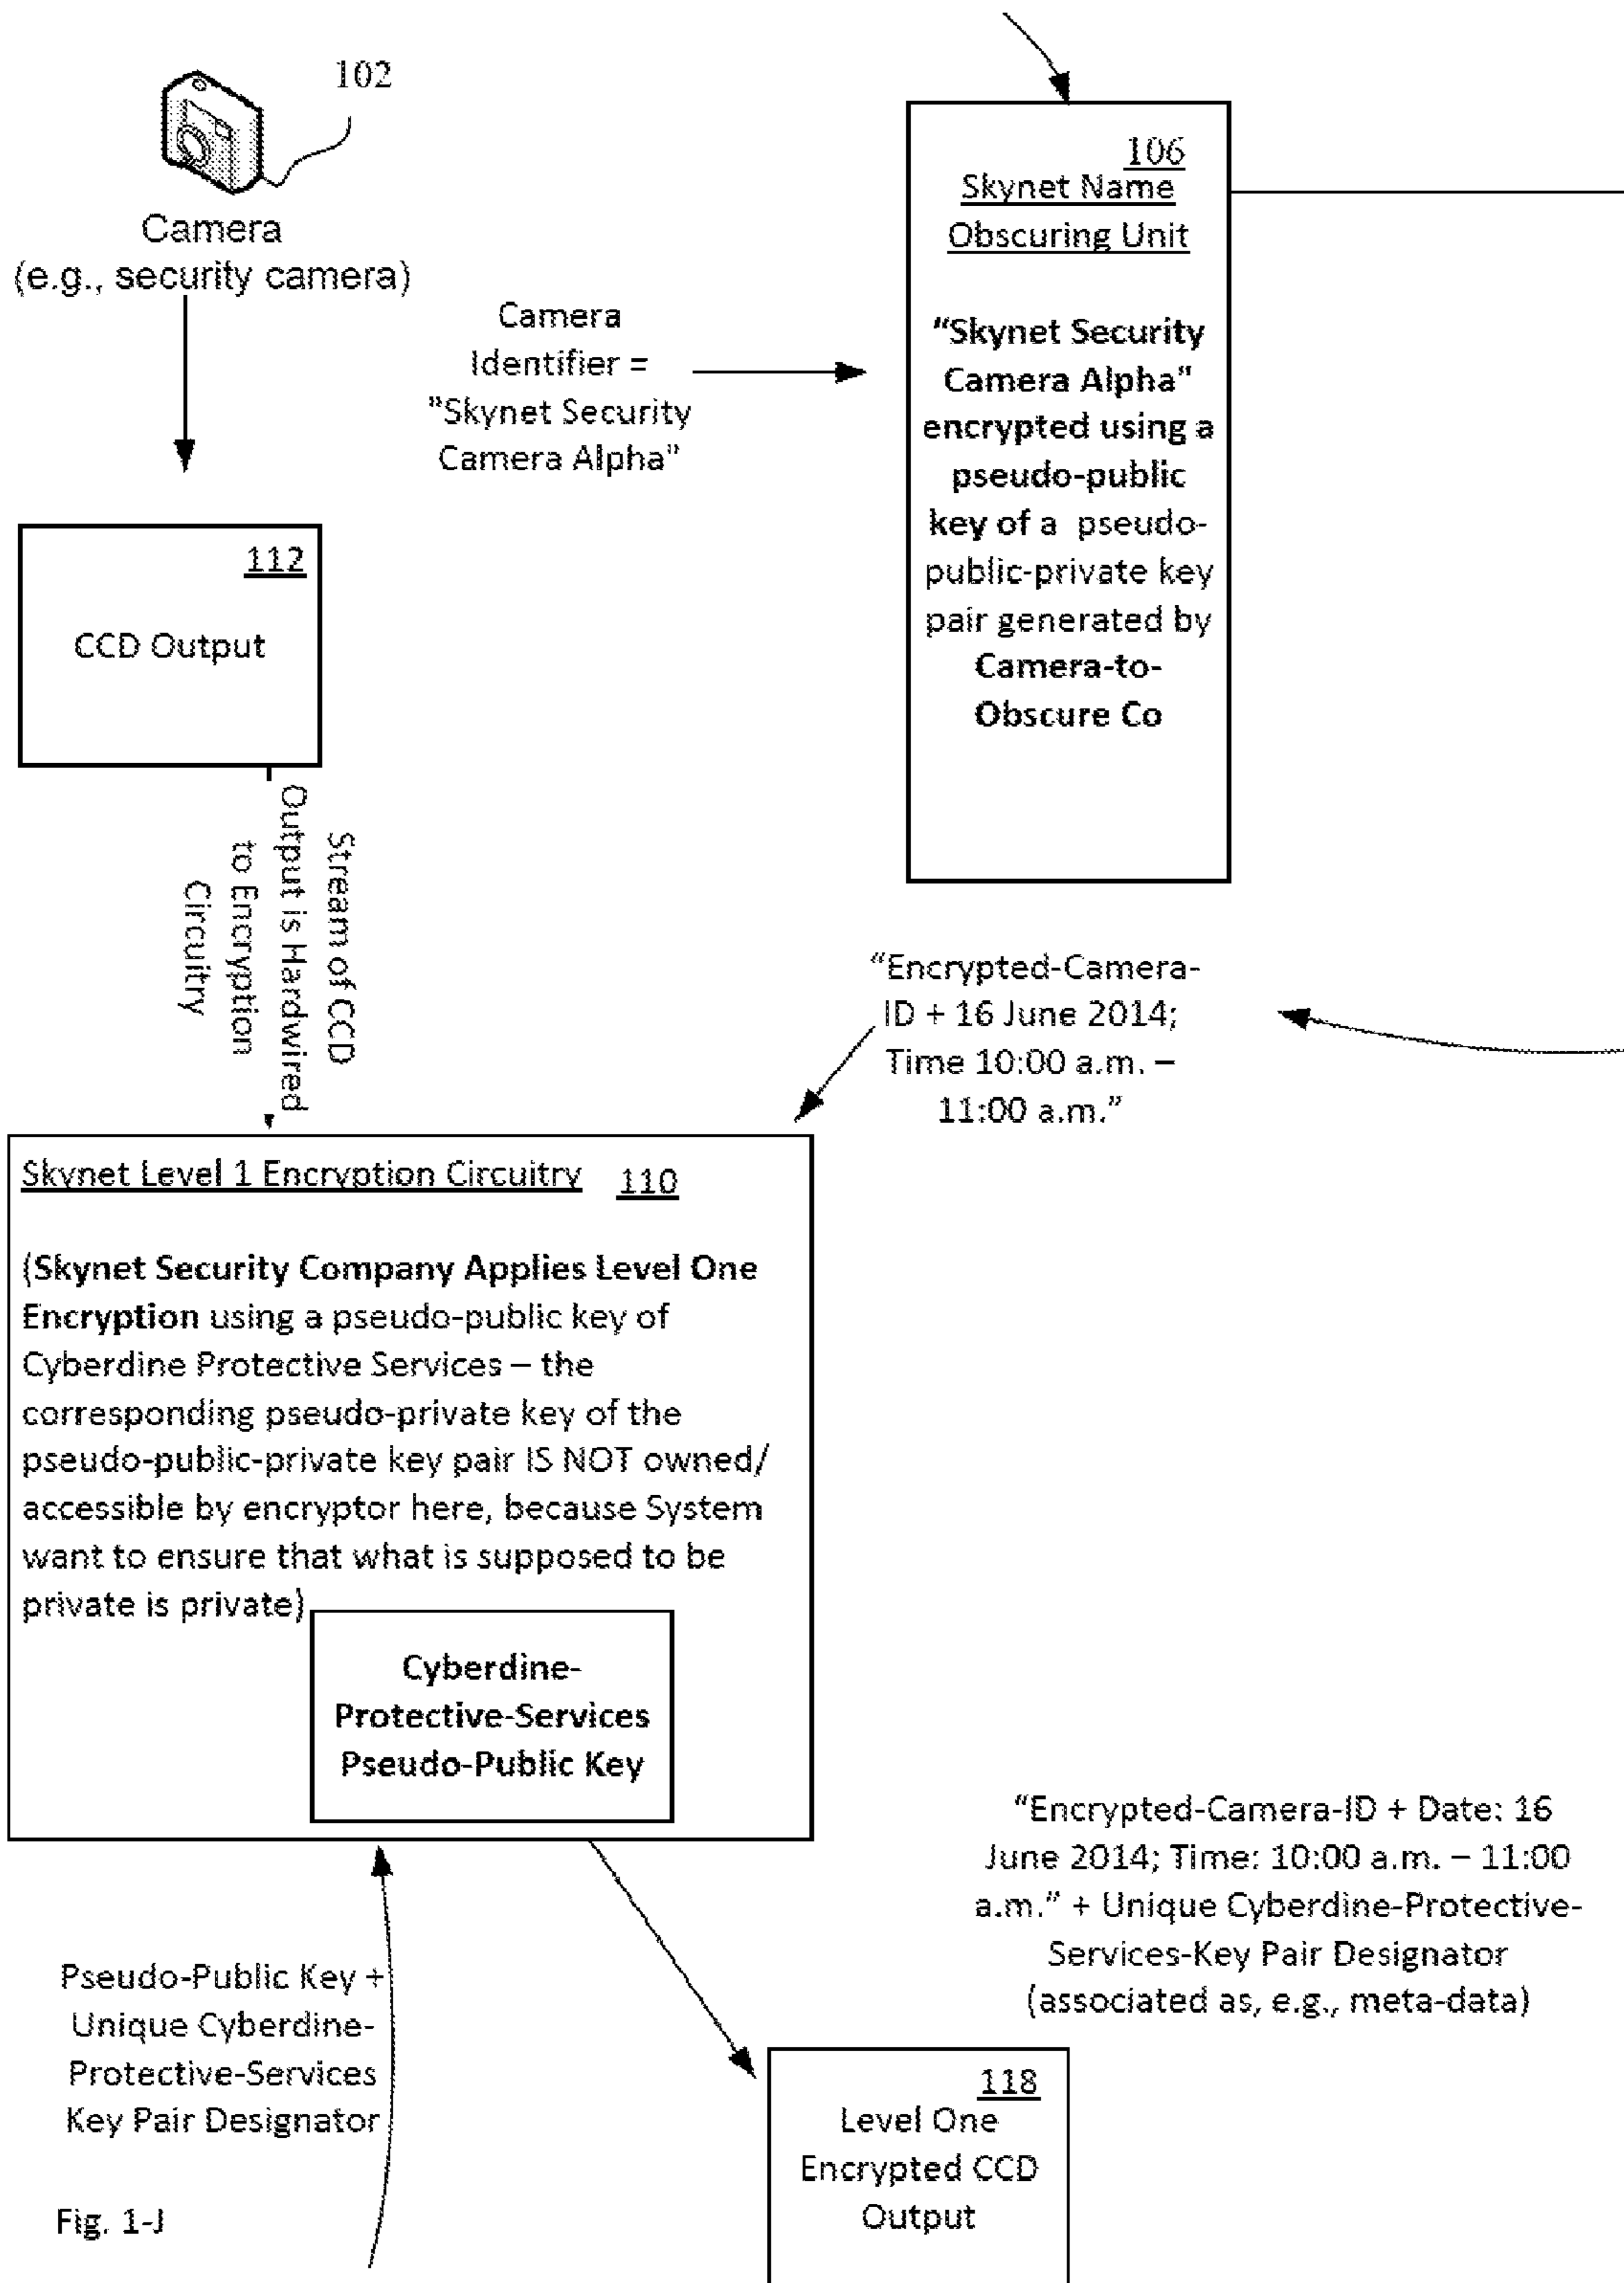 102
Camera
(e.g., security camera)
Camera
Identifier =
"Skynet Security
Camera Alpha”
106
Skynet Name
Obscuring Unit
“Skynet Security
Camera Alpha"
encrypted using a
pseudo-public
key of a pseudo-
public-private key
pair generated by
Camera-to-
Obscure Co
112
CCD Output
Stream of CCD
Output is Hardwired
to Encryption
Circuitry
“Encrypted-Camera-
ID + 16 June 2014;
Time 10:00 a.m. –
11:00 a.m.”
Skynet Level 1 Encryption Circuitry 110
(Skynet Security Company Applies Level One
Encryption using a pseudo-public key of
Cyberdine Protective Services – the
corresponding pseudo-private key of the
pseudo-public-private key pair IS NOT owned/
accessible by encryptor here, because System
want to ensure that what is supposed to be
private is private)
Cyberdine-
Protective-Services
Pseudo-Public Key
“Encrypted-Camera-ID + Date: 16
June 2014; Time: 10:00 a.m. – 11:00
a.m.” + Unique Cyberdine-Protective-
Services-Key Pair Designator
(associated as, e.g., meta-data)
Pseudo-Public Key +
Unique Cyberdine-
Protective-Services
Key Pair Designator
118
Level One
Encrypted CCD
Output
Fig. 1-J